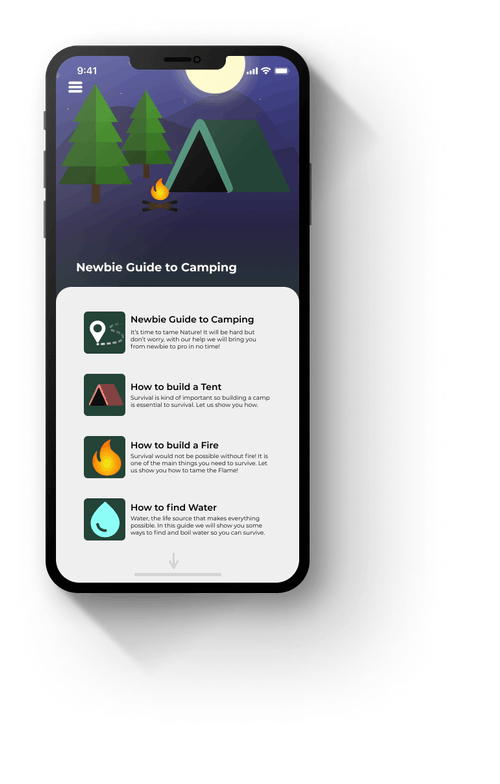 9:41
Newbie Guide to Camping
Newbie Guide to Camping
It's time to tame Nature! It will be hard but
don't worry, with our help we will bring you
from newbie to pro in no time!
How to build a Tent
Survival is kind of important so building a camp
is essential to survival. Let us show you how.
How to build a Fire
Survival would not be possible without fire! It is
one of the main things you need to survive. Let
us show you how to tame the Flame!
How to find Water
Water, the life source that makes everything
possible. In this guide we will show you some
ways to find and boil water so you can survive.